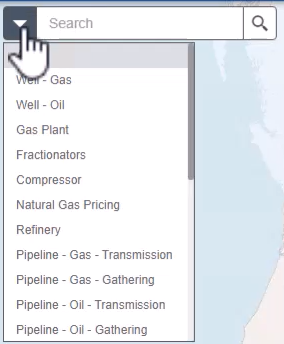 Search
Well - Gas
Well - Oil
Gas Plant
Fractionators
Compressor
Natural Gas Pricing
Refinery
Pipeline - Gas - Transmission
Pipeline - Gas - Gathering
Pipeline - Oil - Transmission
Pipeline - Oil - Gathering